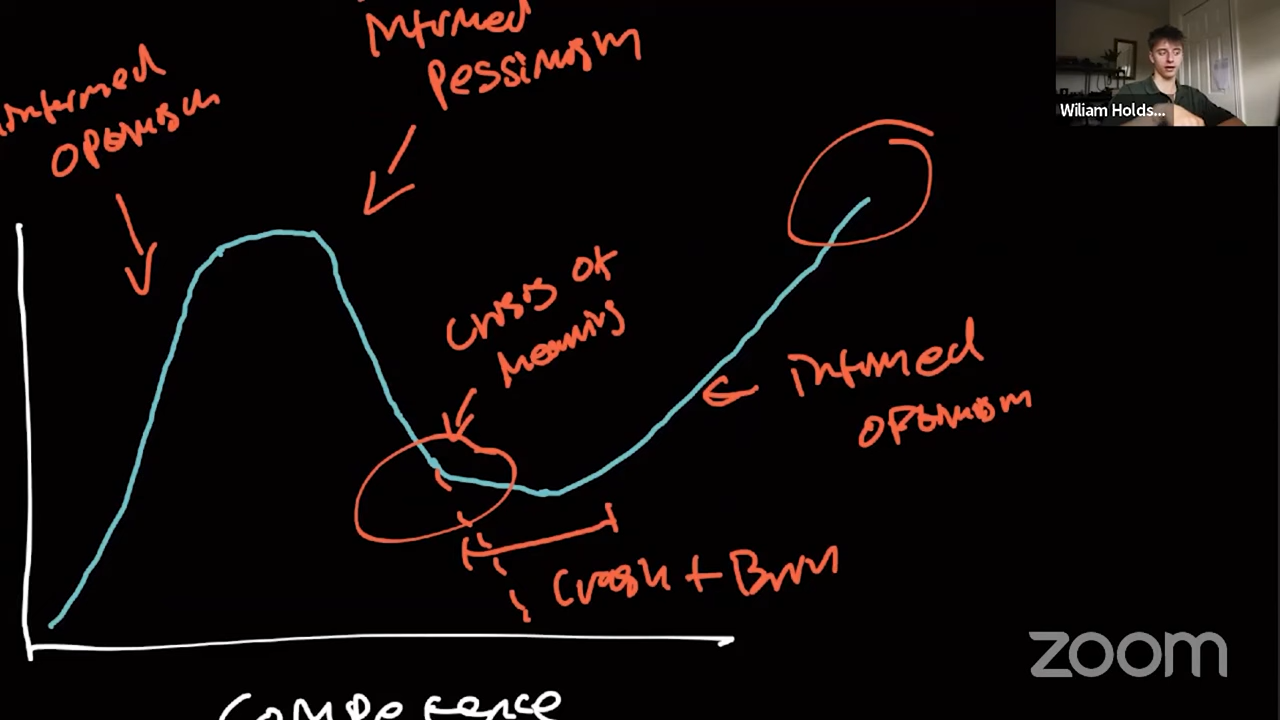 informed
Pessimism
informed
optimism
Wiliam Holds...
crisis of
meaning
informed
optimism
Crash + Burn
zoom
Competence